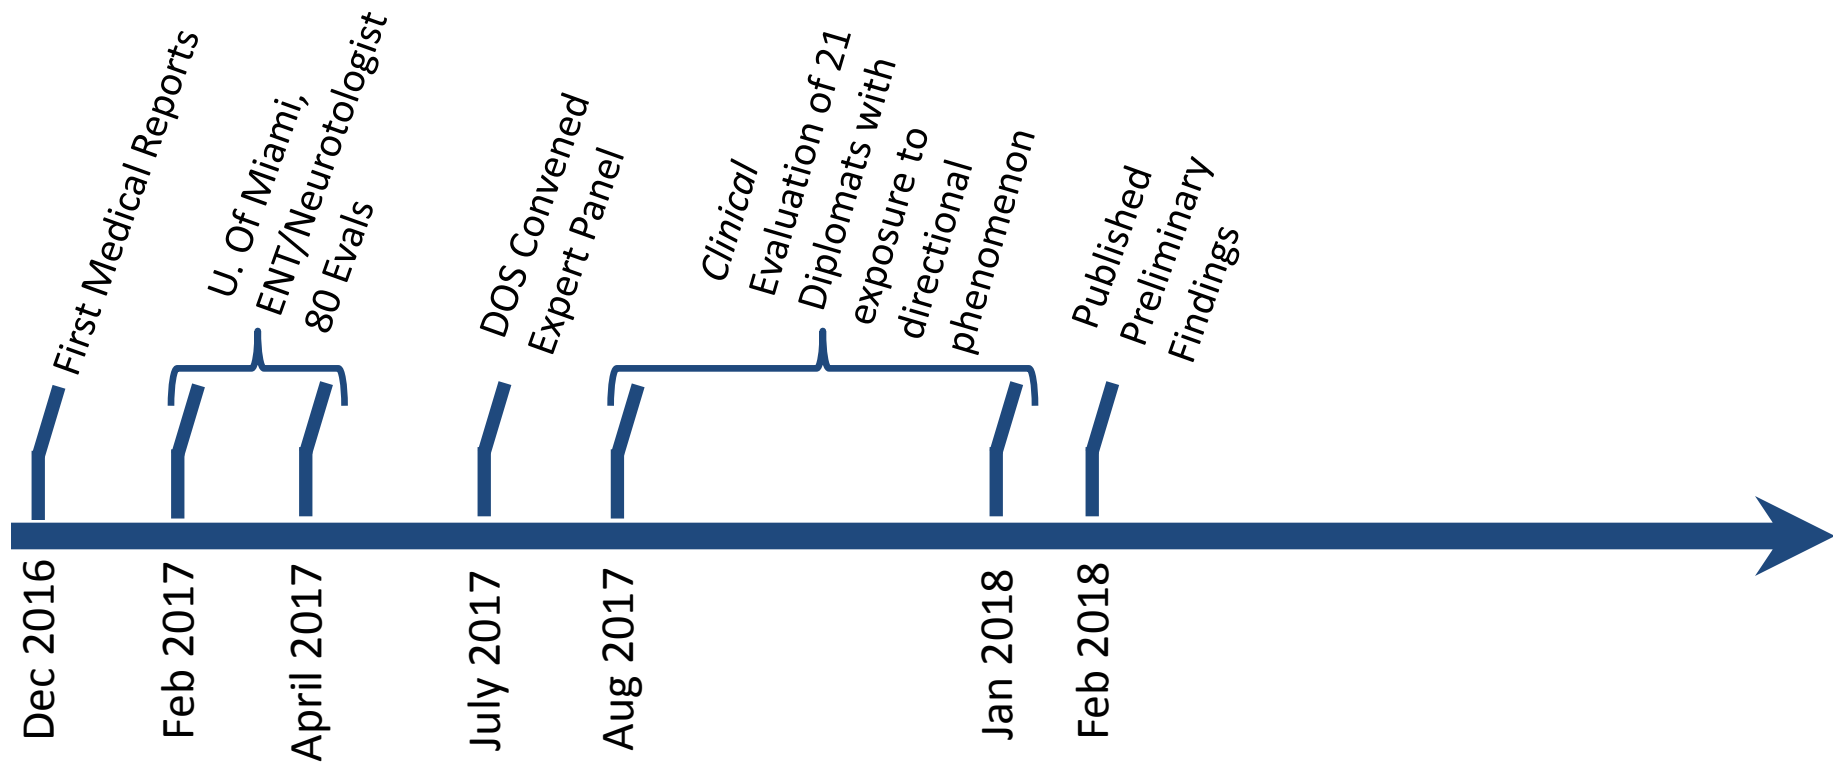 First Medical Reports
U. Of Miami,
ENT/Neurotologist
80 Evals
DOS Convened
Expert Panel
Clinical
Evaluation of 21
Diplomats with
exposure to
directional
phenomenon
Published
Preliminary
Findings
Dec 2016
Feb 2017
April 2017
July 2017
Aug 2017
Jan 2018
Feb 2018